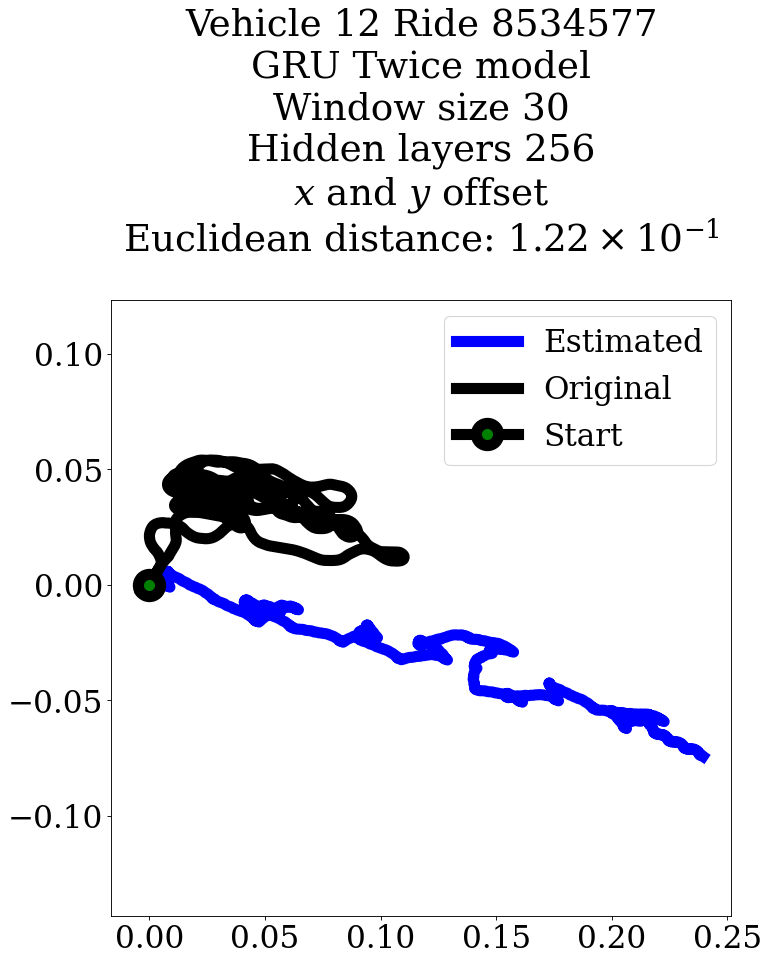 Vehicle 12 Ride 8534577
GRU Twice model
Window size 30
Hidden layers 256
x and y offset
Euclidean distance: 1.22 × 10⁻¹
Estimated
Original
Start
0.10
0.05
0.00
−0.05
−0.10
0.00 0.05 0.10 0.15 0.20 0.25